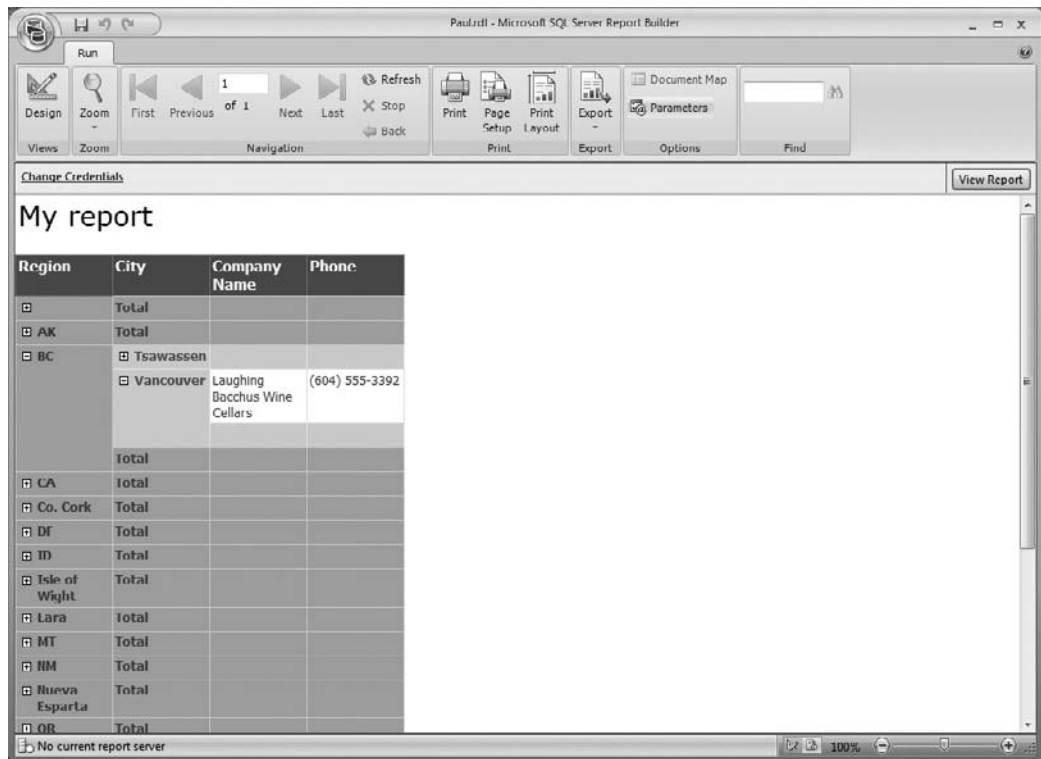 Paul.rdl - Microsoft SQL Server Report Builder
Run
Design
Zoom
First
Previous
1
of 1
Next
Last
Refresh
Stop
Back
Print
Page Setup
Print Layout
Export
Document Map
Parameters
Views
Zoom
Navigation
Print
Export
Options
Find
Change Credentials
View Report
My report
Region City Company Name Phone
Total
AK Total
BC Tsawassen
Vancouver Laughing (604) 555-3392
Bacchus Wine
Cellars
Total
CA Total
Co. Cork Total
DF Total
ID Total
Isle of Total
Wight
Lara Total
MT Total
NM Total
Nueva Total
Esparta
OR Total
No current report server
100%